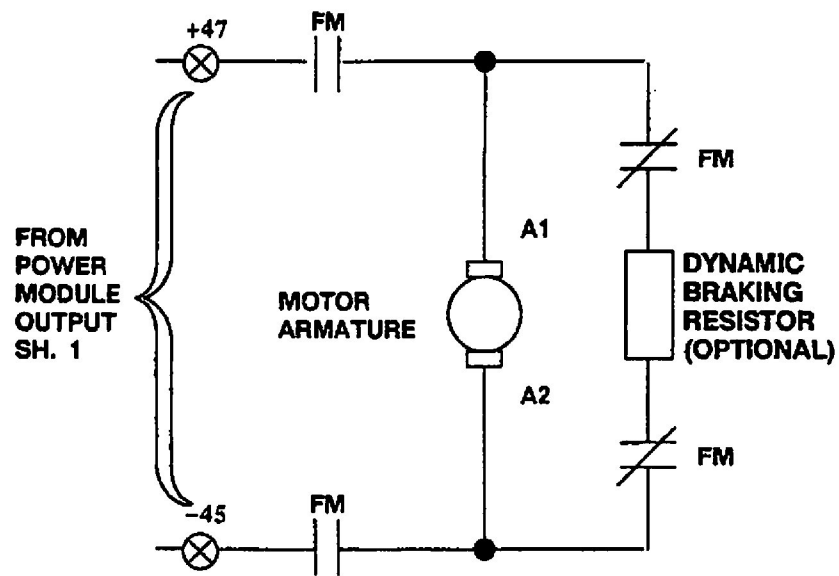 +47
FM
FM
A1
FROM
POWER
MODULE
OUTPUT
SH. 1
MOTOR
ARMATURE
DYNAMIC
BRAKING
RESISTOR
(OPTIONAL)
A2
FM
FM
-45